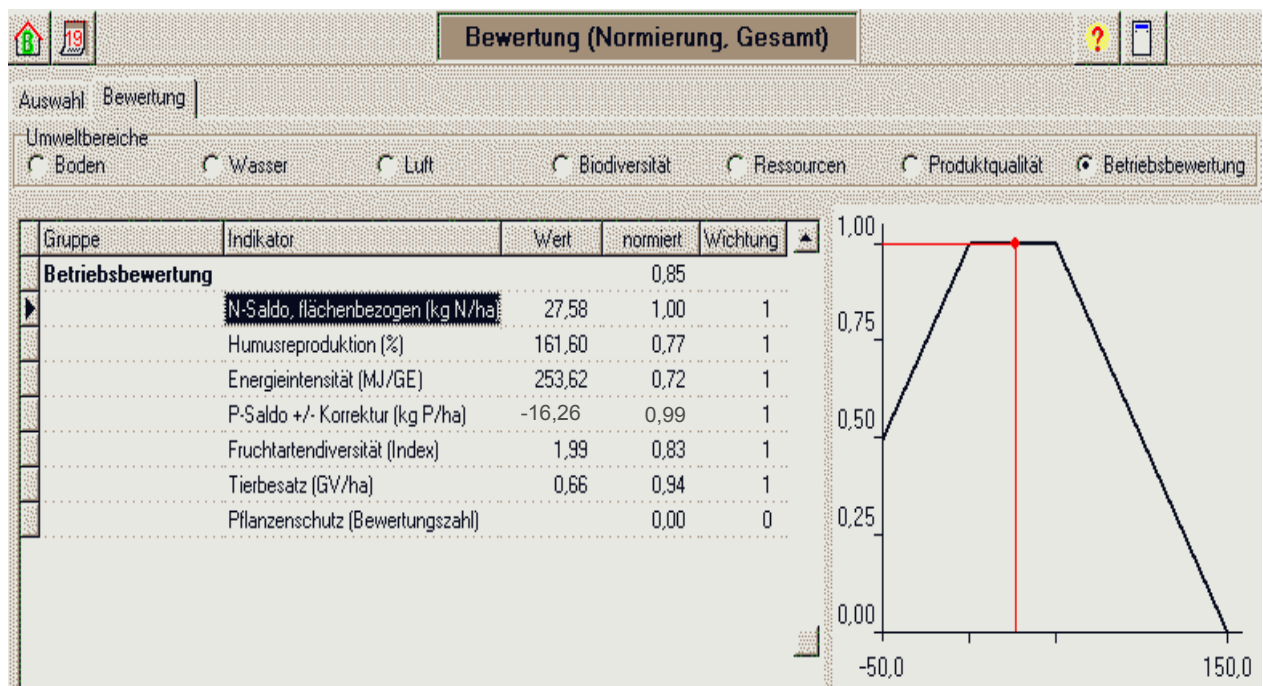 B 19 Bewertung (Normierung, Gesamt) ?
Auswahl Bewertung
Umweltbereiche
Boden Wasser Luft Biodiversität Ressourcen Produktqualität Betriebsbewertung
Gruppe Indikator Wert normiert Wichtung
Betriebsbewertung 0,85
N-Saldo, flächenbezogen (kg N/ha) 27,58 1,00 1
Humusreproduktion (%) 161,60 0,77 1
Energieintensität (MJ/GE) 253,62 0,72 1
P-Saldo +/- Korrektur (kg P/ha) -16,26 0,99 1
Fruchtartendiversität (Index) 1,99 0,83 1
Tierbesatz (GV/ha) 0,66 0,94 1
Pflanzenschutz (Bewertungszahl) 0,00 0
1,00
0,75
0,50
0,25
0,00
-50,0 150,0